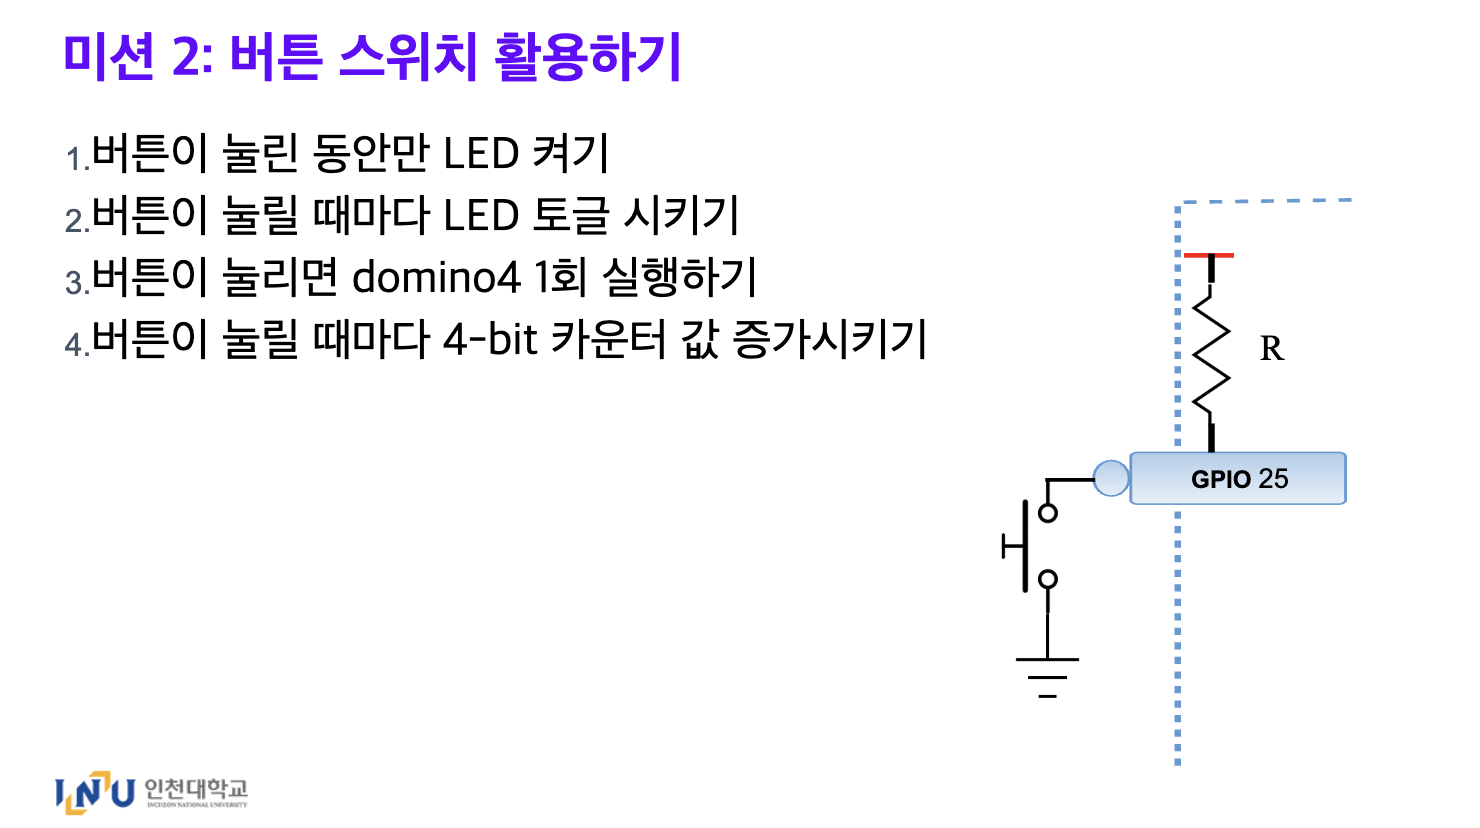 미션 2: 버튼 스위치 활용하기
1.버튼이 눌린 동안만 LED 켜기
2.버튼이 눌릴 때마다 LED 토글 시키기
3.버튼이 눌리면 domino4 1회 실행하기
4.버튼이 눌릴 때마다 4-bit 카운터 값 증가시키기
R
GPIO 25
INU 인천대학교
INCHEON NATIONAL UNIVERSITY